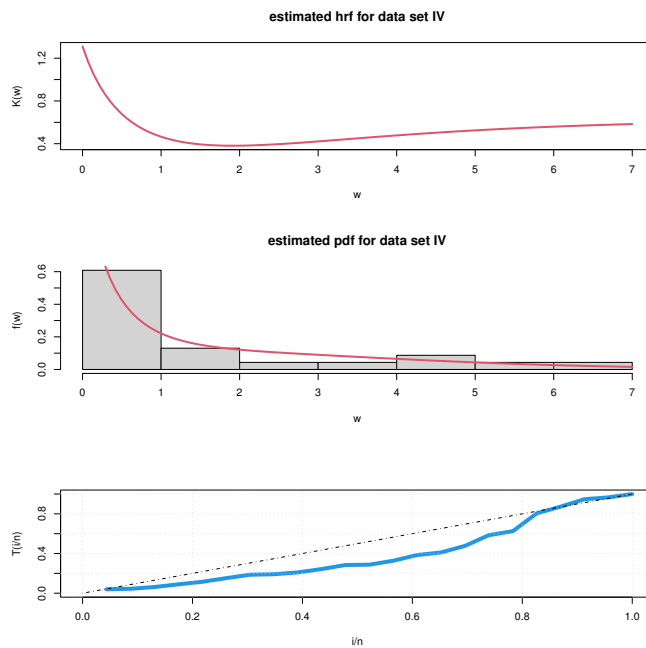 estimated hrf for data set IV
K(w)
1.2
0.8
0.4
0 1 2 3 4 5 6 7
w
estimated pdf for data set IV
f(w)
0.6
0.4
0.2
0.0
0 1 2 3 4 5 6 7
w
T(i/n)
0.8
0.4
0.0
0.0 0.2 0.4 0.6 0.8 1.0
i/n